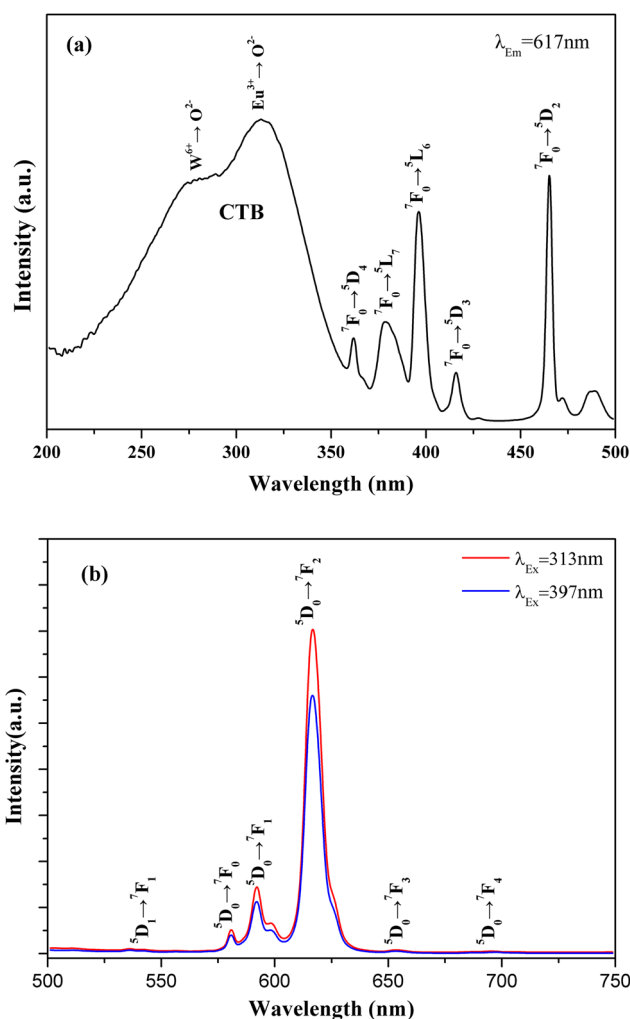 (a)
λEm=617nm
W6+→O2-
Eu3+→O2-
CTB
7F0→5D4
7F0→5L7
7F0→5L6
7F0→5D3
7F0→5D2
Intensity (a.u.)
200 250 300 350 400 450 500
Wavelength (nm)
(b)
λEx=313nm
λEx=397nm
5D1→7F1
5D0→7F0
5D0→7F1
5D0→7F2
5D0→7F3
5D0→7F4
Intensity(a.u.)
500 550 600 650 700 750
Wavelength (nm)